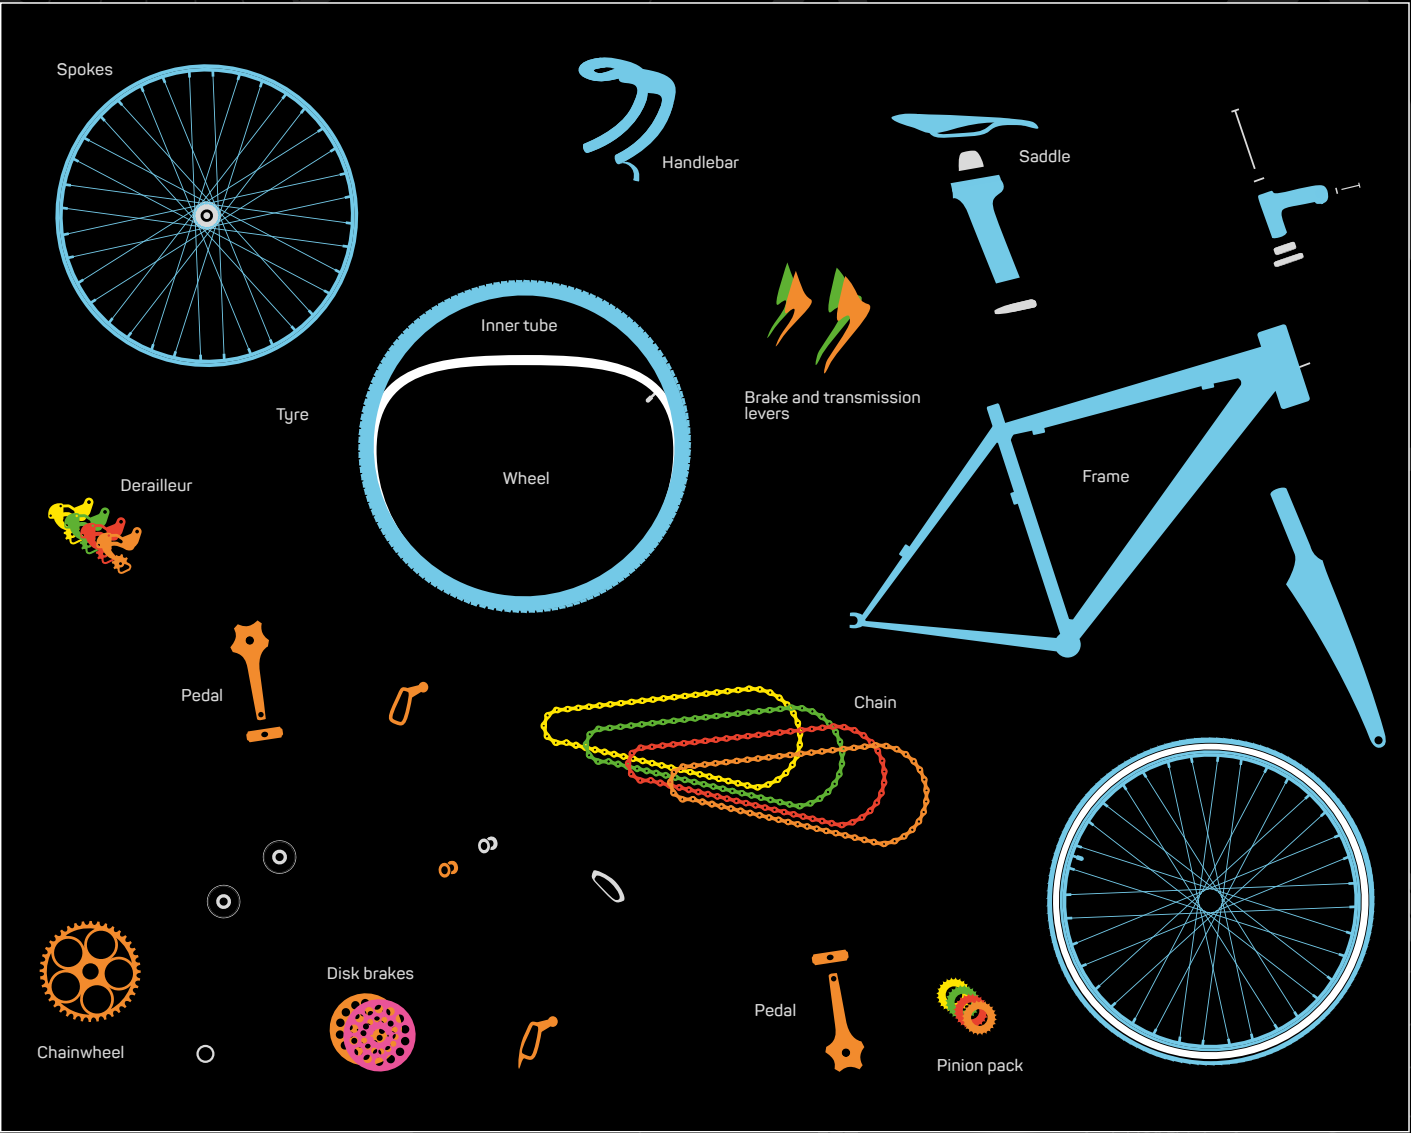 Spokes
Handlebar
Saddle
Inner tube
Brake and transmission
levers
Tyre
Wheel
Frame
Derailleur
Pedal
Chain
Disk brakes
Pedal
Chainwheel
Pinion pack